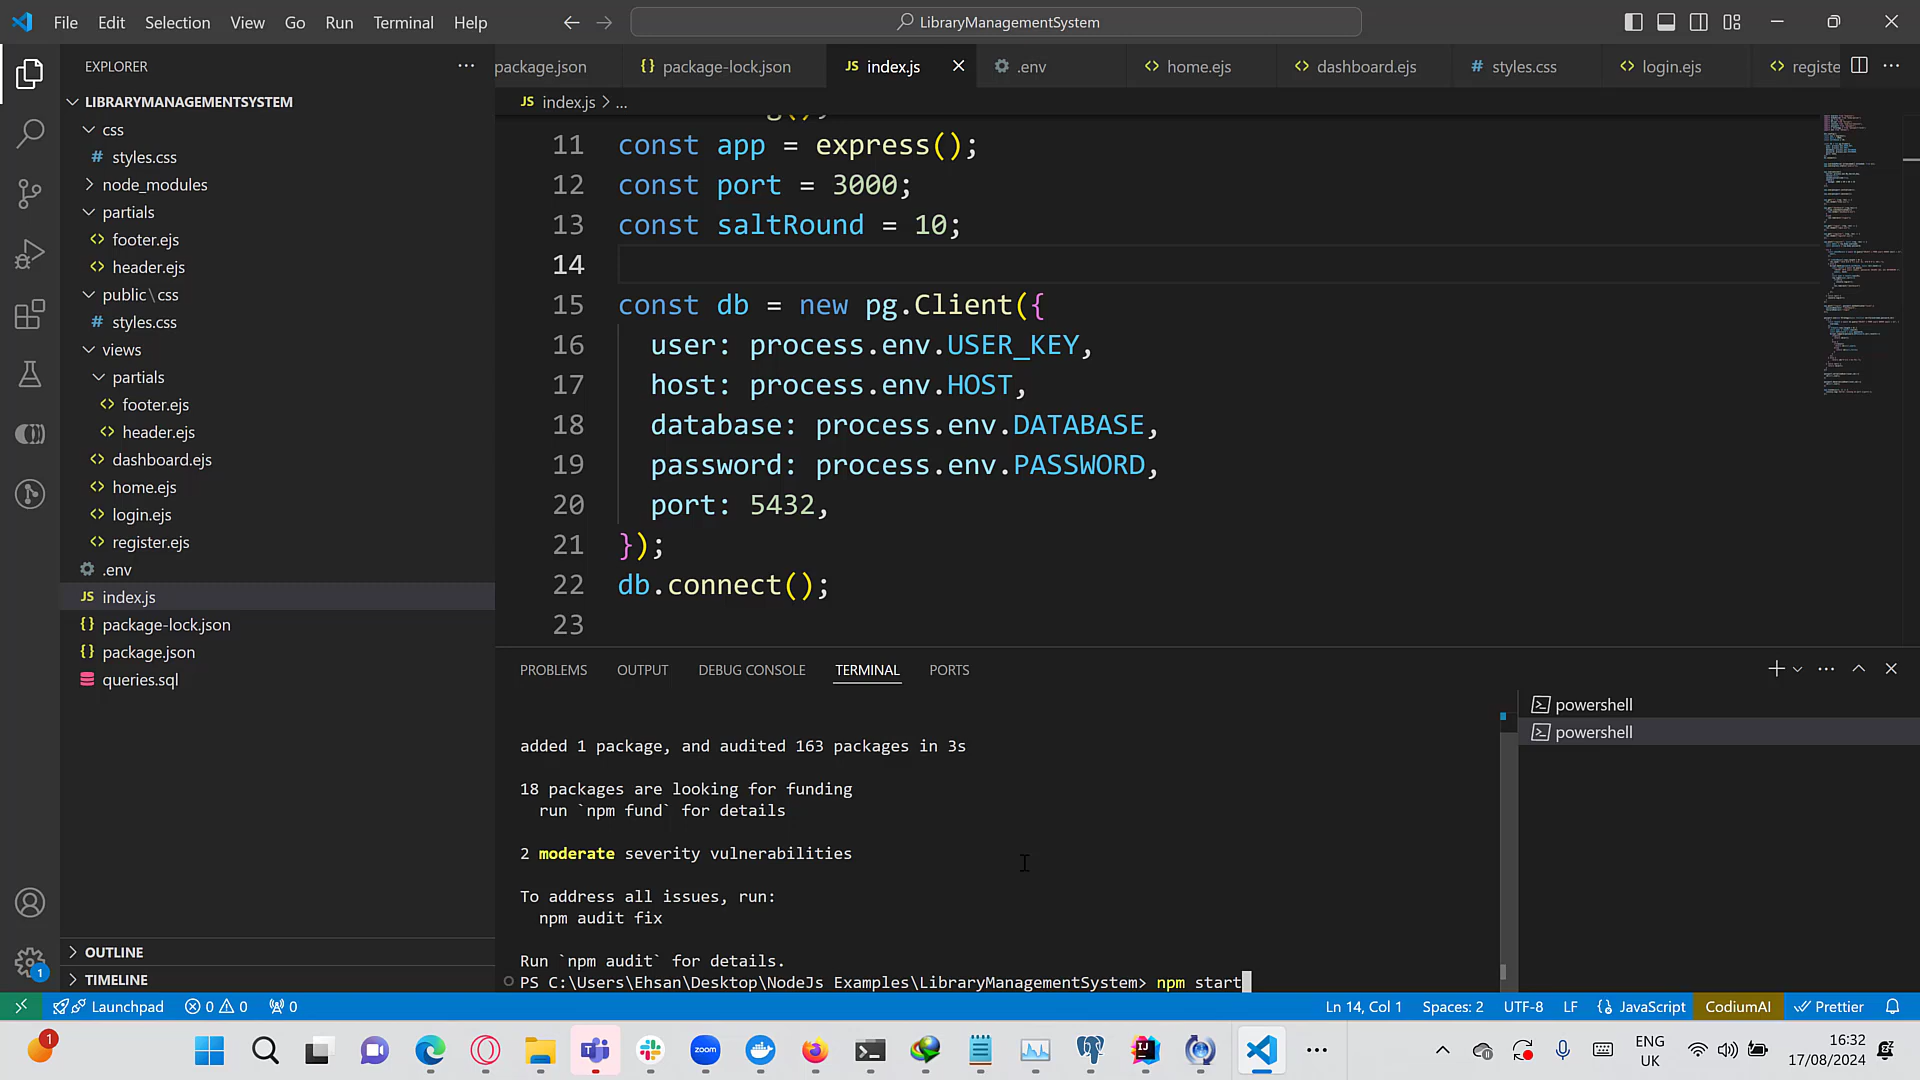 File Edit Selection View Go Run Terminal Help
LibraryManagementSystem
EXPLORER
LIBRARYMANAGEMENTSYSTEM
css
# styles.css
node_modules
partials
<> footer.ejs
<> header.ejs
public\css
# styles.css
views
partials
<> footer.ejs
<> header.ejs
<> dashboard.ejs
<> home.ejs
<> login.ejs
<> register.ejs
.env
JS index.js
{} package-lock.json
{} package.json
queries.sql
OUTLINE
TIMELINE
package.json {} package-lock.json JS index.js .env <> home.ejs <> dashboard.ejs # styles.css <> login.ejs <> registe
JS index.js > ...
11 const app = express();
12 const port = 3000;
13 const saltRound = 10;
14
15 const db = new pg.Client({
16 user: process.env.USER_KEY,
17 host: process.env.HOST,
18 database: process.env.DATABASE,
19 password: process.env.PASSWORD,
20 port: 5432,
21 });
22 db.connect();
23
PROBLEMS OUTPUT DEBUG CONSOLE TERMINAL PORTS
powershell
powershell
added 1 package, and audited 163 packages in 3s
18 packages are looking for funding
run `npm fund` for details
2 moderate severity vulnerabilities
To address all issues, run:
npm audit fix
Run `npm audit` for details.
PS C:\Users\Ehsan\Desktop\NodeJs Examples\LibraryManagementSystem> npm start
1
Launchpad 0 0 0
Ln 14, Col 1 Spaces: 2 UTF-8 LF {} JavaScript CodiumAI Prettier
1
zoom
ENG
UK
16:32
17/08/2024